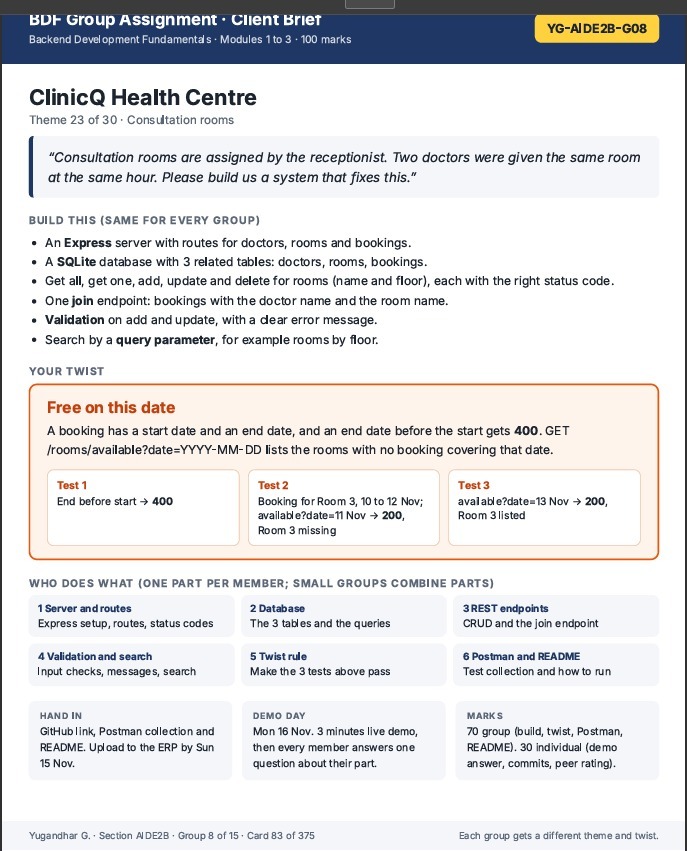 BDF Group Assignment · Client Brief
Backend Development Fundamentals · Modules 1 to 3 · 100 marks
YG-AIDE2B-G08
ClinicQ Health Centre
Theme 23 of 30 · Consultation rooms
“Consultation rooms are assigned by the receptionist. Two doctors were given the same room
at the same hour. Please build us a system that fixes this.”
BUILD THIS (SAME FOR EVERY GROUP)
• An Express server with routes for doctors, rooms and bookings.
• A SQLite database with 3 related tables: doctors, rooms, bookings.
• Get all, get one, add, update and delete for rooms (name and floor), each with the right status code.
• One join endpoint: bookings with the doctor name and the room name.
• Validation on add and update, with a clear error message.
• Search by a query parameter, for example rooms by floor.
YOUR TWIST
Free on this date
A booking has a start date and an end date, and an end date before the start gets 400. GET
/rooms/available?date=YYYY-MM-DD lists the rooms with no booking covering that date.
Test 1
End before start → 400
Test 2
Booking for Room 3, 10 to 12 Nov;
available?date=11 Nov → 200,
Room 3 missing
Test 3
available?date=13 Nov → 200,
Room 3 listed
WHO DOES WHAT (ONE PART PER MEMBER; SMALL GROUPS COMBINE PARTS)
1 Server and routes
Express setup, routes, status codes
2 Database
The 3 tables and the queries
3 REST endpoints
CRUD and the join endpoint
4 Validation and search
Input checks, messages, search
5 Twist rule
Make the 3 tests above pass
6 Postman and README
Test collection and how to run
HAND IN
GitHub link, Postman collection and
README. Upload to the ERP by Sun
15 Nov.
DEMO DAY
Mon 16 Nov. 3 minutes live demo,
then every member answers one
question about their part.
MARKS
70 group (build, twist, Postman,
README). 30 individual (demo
answer, commits, peer rating).
Yugandhar G. · Section AIDE2B · Group 8 of 15 · Card 83 of 375
Each group gets a different theme and twist.